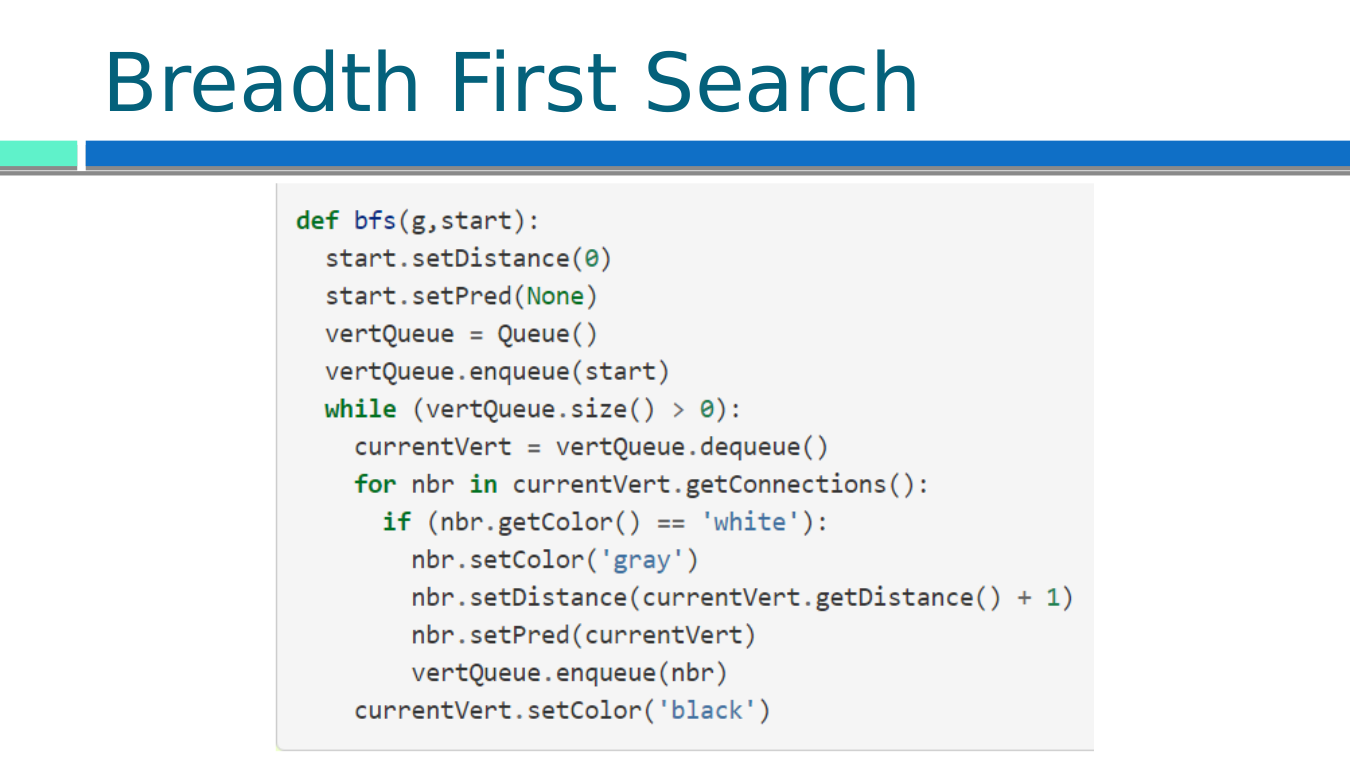 Breadth First Search
def bfs(g,start):
  start.setDistance(0)
  start.setPred(None)
  vertQueue = Queue()
  vertQueue.enqueue(start)
  while (vertQueue.size() > 0):
    currentVert = vertQueue.dequeue()
    for nbr in currentVert.getConnections():
      if (nbr.getColor() == 'white'):
        nbr.setColor('gray')
        nbr.setDistance(currentVert.getDistance() + 1)
        nbr.setPred(currentVert)
        vertQueue.enqueue(nbr)
    currentVert.setColor('black')